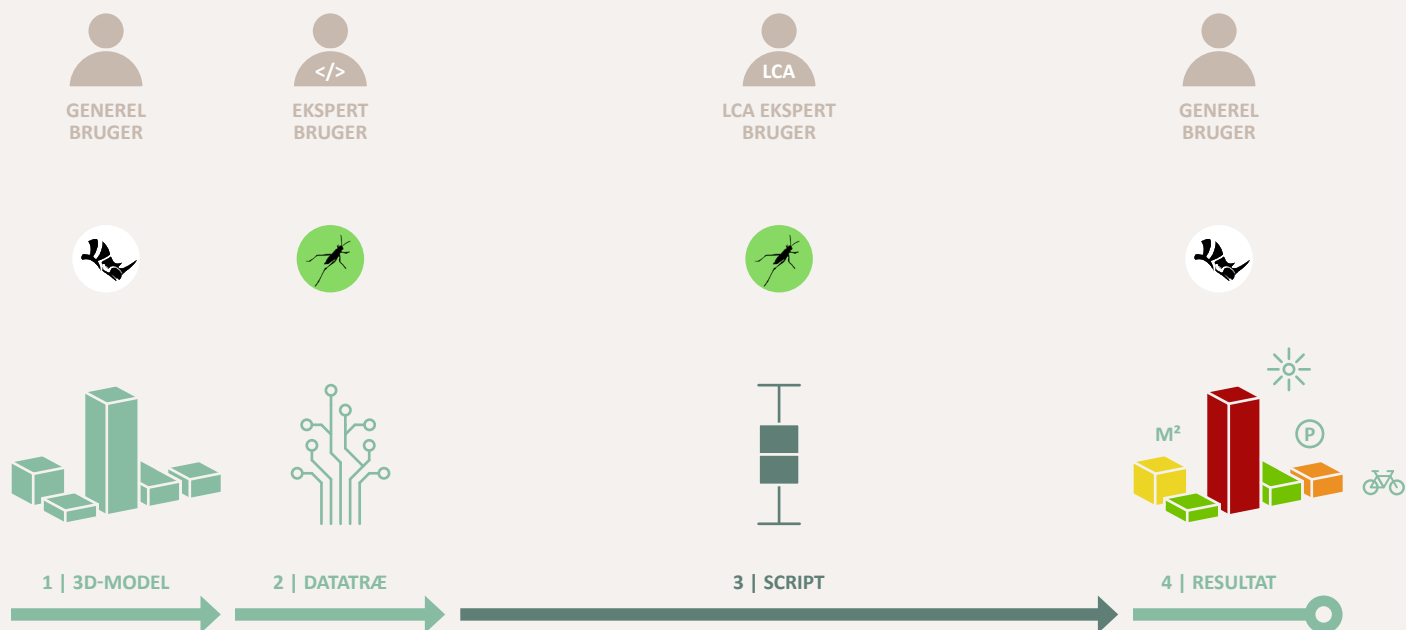 </>
LCA
GENEREL
BRUGER
EKSPERT
BRUGER
LCA EKSPERT
BRUGER
GENEREL
BRUGER
M²
P
1 | 3D-MODEL
2 | DATATRÆ
3 | SCRIPT
4 | RESULTAT